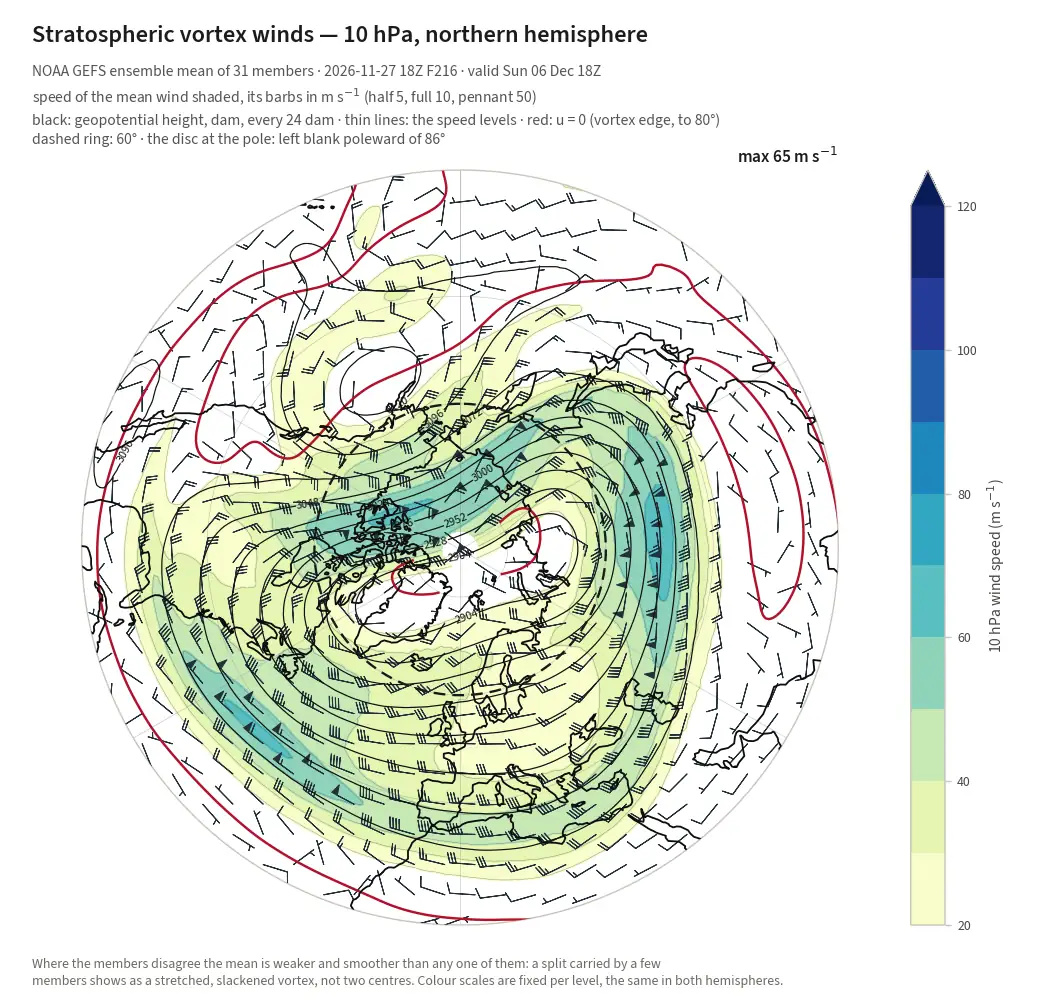 Stratospheric vortex winds — 10 hPa, northern hemisphere
NOAA GEFS ensemble mean of 31 members · 2026-11-27 18Z F216 · valid Sun 06 Dec 18Z
speed of the mean wind shaded, its barbs in m s⁻¹ (half 5, full 10, pennant 50)
black: geopotential height, dam, every 24 dam · thin lines: the speed levels · red: u = 0 (vortex edge, to 80°)
dashed ring: 60° · the disc at the pole: left blank poleward of 86°
max 65 m s⁻¹
120
100
80
60
40
20
10 hPa wind speed (m s⁻¹)
3096
3048
3000
2952
2928
2904
Where the members disagree the mean is weaker and smoother than any one of them: a split carried by a few
members shows as a stretched, slackened vortex, not two centres. Colour scales are fixed per level, the same in both hemispheres.